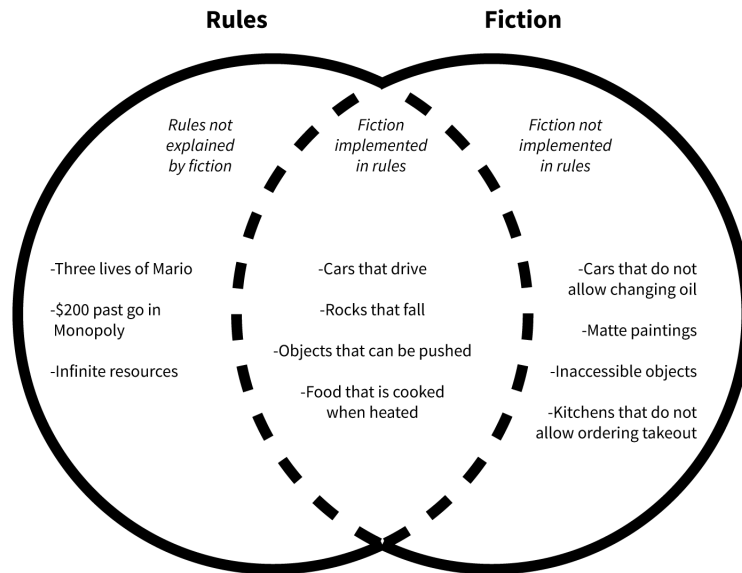 Rules
Fiction
Rules not
explained
by fiction
Fiction
implemented
in rules
Fiction not
implemented
in rules
-Three lives of Mario
-$200 past go in
Monopoly
-Infinite resources
-Cars that drive
-Rocks that fall
-Objects that can be pushed
-Food that is cooked
when heated
-Cars that do not
allow changing oil
-Matte paintings
-Inaccessible objects
-Kitchens that do not
allow ordering takeout